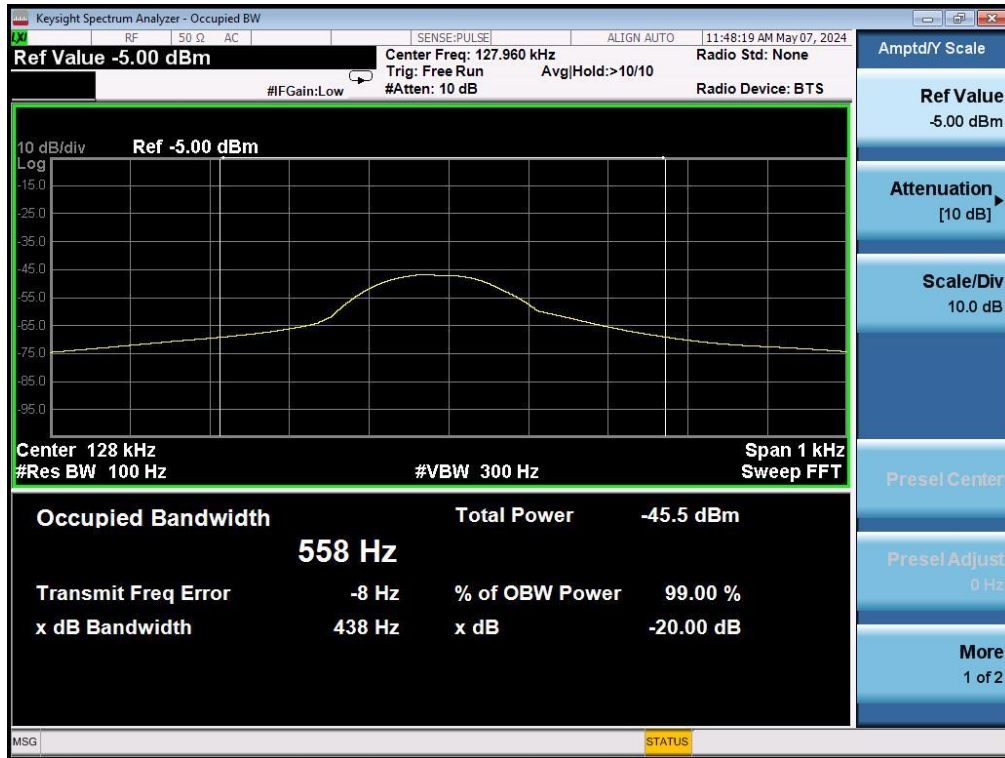 Keysight Spectrum Analyzer - Occupied BW
LXI RF 50 Ω AC SENSE:PULSE ALIGN AUTO 11:48:19 AM May 07, 2024
Ref Value -5.00 dBm
Center Freq: 127.960 kHz Radio Std: None
Trig: Free Run Avg|Hold:>10/10
#IFGain:Low #Atten: 10 dB Radio Device: BTS
10 dB/div Ref -5.00 dBm
Log
-15.0
-25.0
-35.0
-45.0
-55.0
-65.0
-75.0
-85.0
-95.0
Center 128 kHz Span 1 kHz
#Res BW 100 Hz #VBW 300 Hz Sweep FFT
Occupied Bandwidth Total Power -45.5 dBm
558 Hz
Transmit Freq Error -8 Hz % of OBW Power 99.00 %
x dB Bandwidth 438 Hz x dB -20.00 dB
MSG STATUS
Amptd/Y Scale
Ref Value
-5.00 dBm
Attenuation
[10 dB]
Scale/Div
10.0 dB
Presel Center
Presel Adjust
0 Hz
More
1 of 2